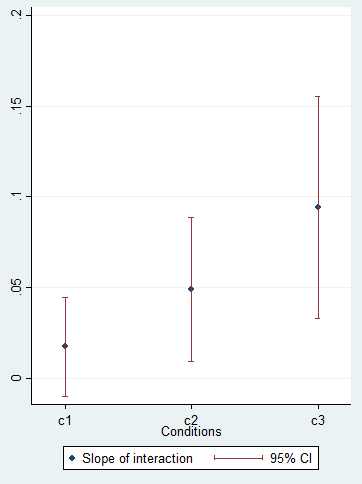 .2
.15
.1
.05
0
c1 c2 c3
Conditions
Slope of interaction 95% CI